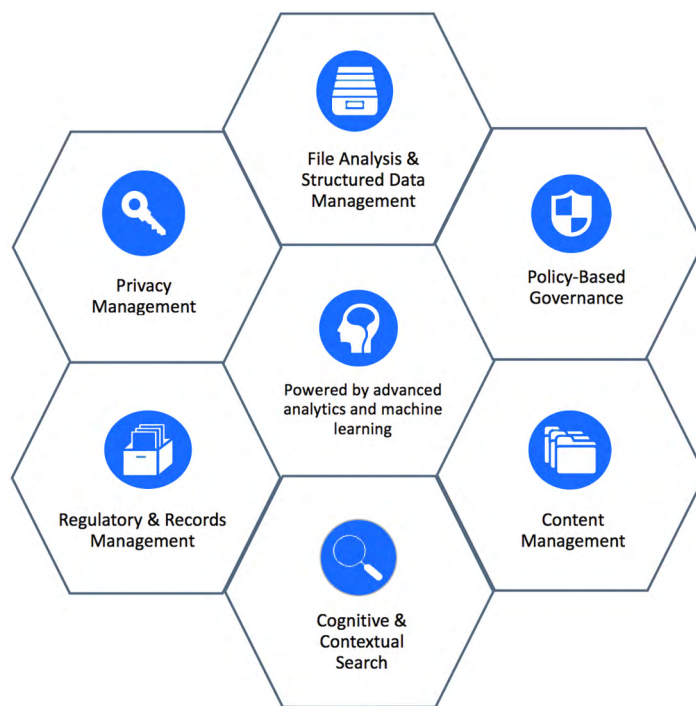 File Analysis &
Structured Data
Management
Privacy
Management
Policy-Based
Governance
Powered by advanced
analytics and machine
learning
Regulatory & Records
Management
Content
Management
Cognitive &
Contextual
Search